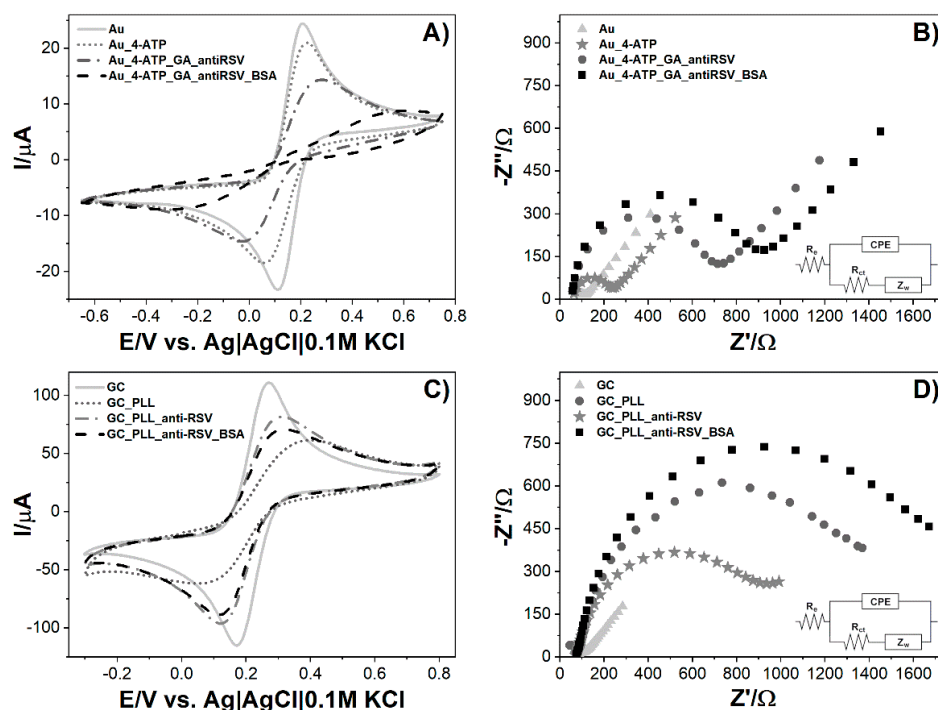 A)
Au
Au_4-ATP
Au_4-ATP_GA_antiRSV
Au_4-ATP_GA_antiRSV_BSA
I/μA
20
10
0
-10
-20
-0.6 -0.4 -0.2 0.0 0.2 0.4 0.6 0.8
E/V vs. Ag|AgCl|0.1M KCl
B)
Au
Au_4-ATP
Au_4-ATP_GA_antiRSV
Au_4-ATP_GA_antiRSV_BSA
-Z''/Ω
900
750
600
450
300
150
0
Re
CPE
Rct
Zw
0 200 400 600 800 1000 1200 1400 1600
Z'/Ω
C)
GC
GC_PLL
GC_PLL_anti-RSV
GC_PLL_anti-RSV_BSA
I/μA
100
50
0
-50
-100
0.0 0.2 0.4 0.6 0.8
E/V vs. Ag|AgCl|0.1M KCl
D)
GC
GC_PLL
GC_PLL_anti-RSV
GC_PLL_anti-RSV_BSA
-Z''/Ω
900
750
600
450
300
150
0
Re
CPE
Rct
Zw
0 200 400 600 800 1000 1200 1400 1600
Z'/Ω